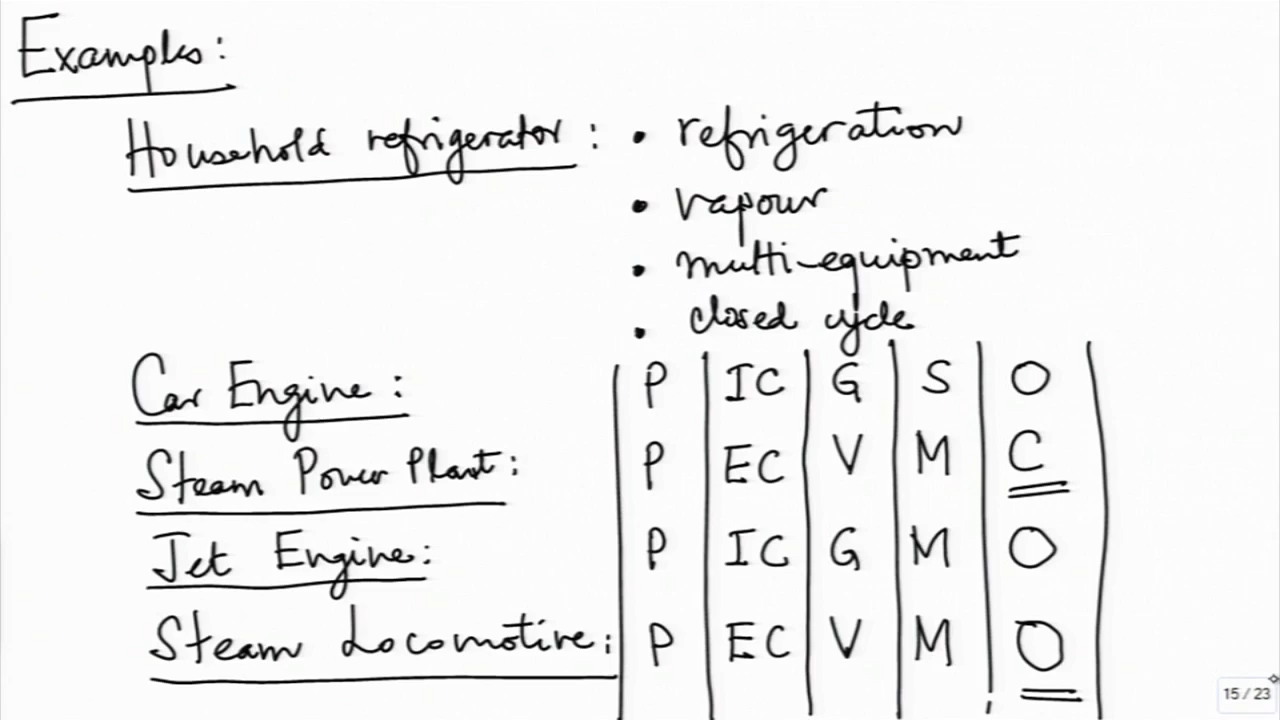 Examples:
Household refrigerator: • refrigeration
• vapour
• multi-equipment
• closed cycle
Car Engine: P IC G S O
Steam Power Plant: P EC V M C
Jet Engine: P IC G M O
Steam Locomotive: P EC V M O
15 / 23